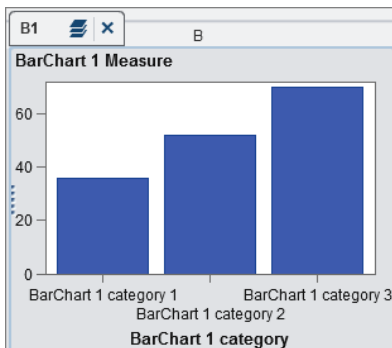 B1
B
BarChart 1 Measure
60
40
20
0
BarChart 1 category 1 BarChart 1 category 3
BarChart 1 category 2
BarChart 1 category